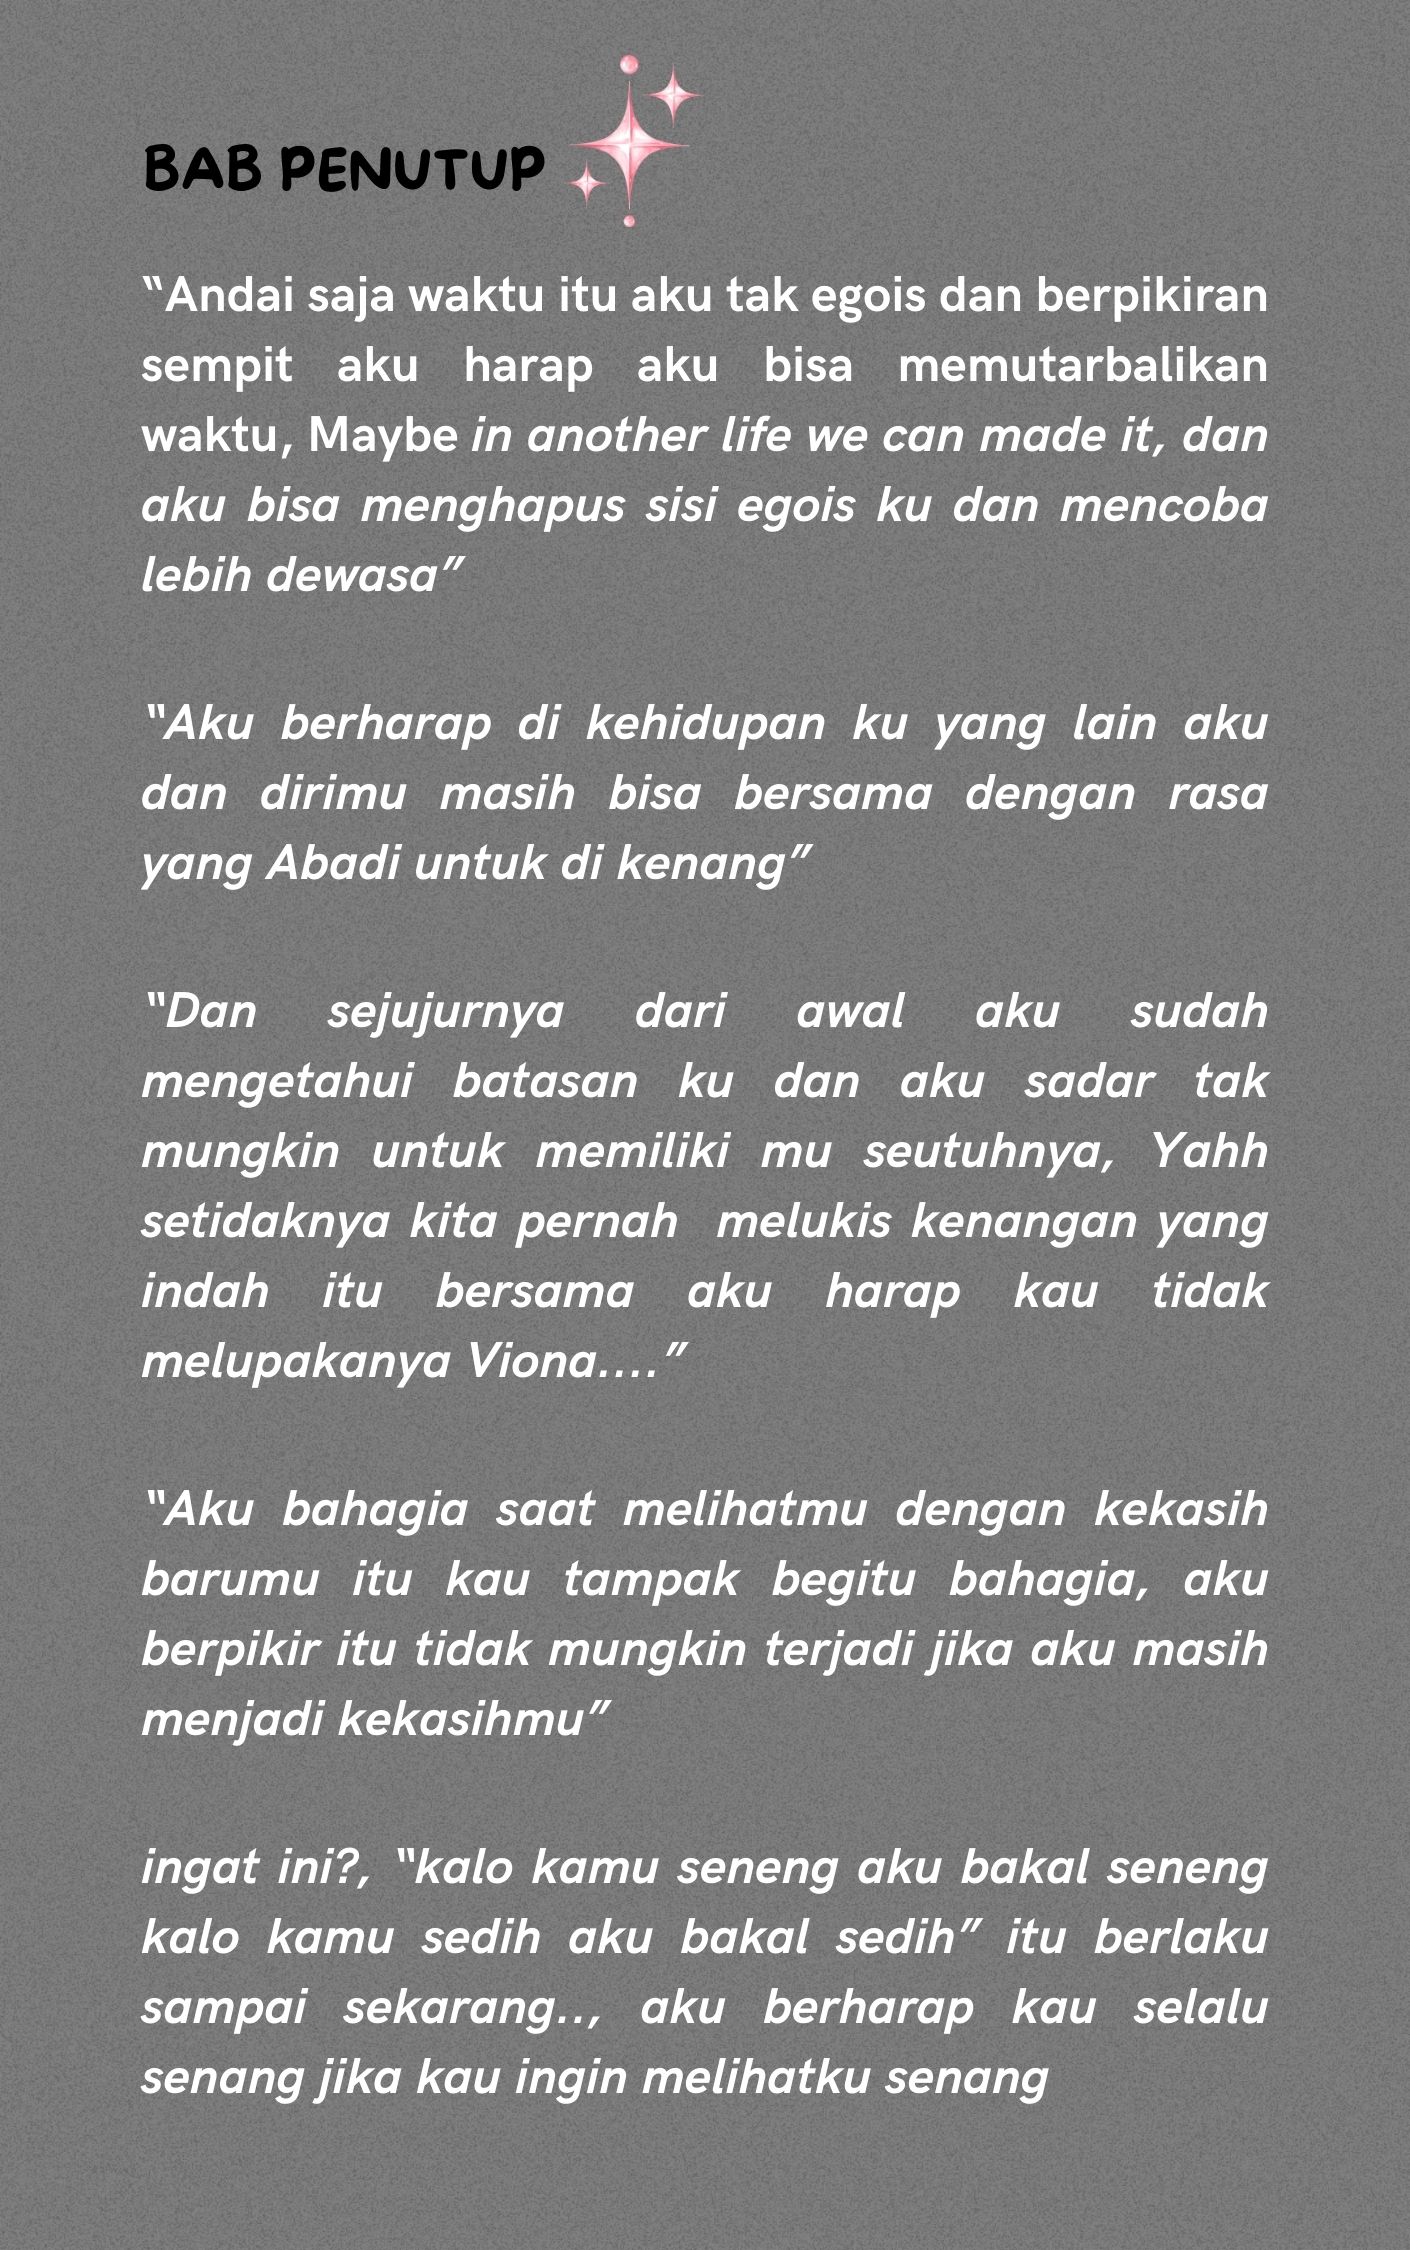 BAB PENUTUP
“Andai saja waktu itu aku tak egois dan berpikiran
sempit aku harap aku bisa memutarbalikan
waktu, Maybe in another life we can made it, dan
aku bisa menghapus sisi egois ku dan mencoba
lebih dewasa”
“Aku berharap di kehidupan ku yang lain aku
dan dirimu masih bisa bersama dengan rasa
yang Abadi untuk di kenang”
“Dan sejujurnya dari awal aku sudah
mengetahui batasan ku dan aku sadar tak
mungkin untuk memiliki mu seutuhnya, Yahh
setidaknya kita pernah melukis kenangan yang
indah itu bersama aku harap kau tidak
melupakanya Viona....”
“Aku bahagia saat melihatmu dengan kekasih
barumu itu kau tampak begitu bahagia, aku
berpikir itu tidak mungkin terjadi jika aku masih
menjadi kekasihmu”
ingat ini?, “kalo kamu seneng aku bakal seneng
kalo kamu sedih aku bakal sedih” itu berlaku
sampai sekarang.., aku berharap kau selalu
senang jika kau ingin melihatku senang